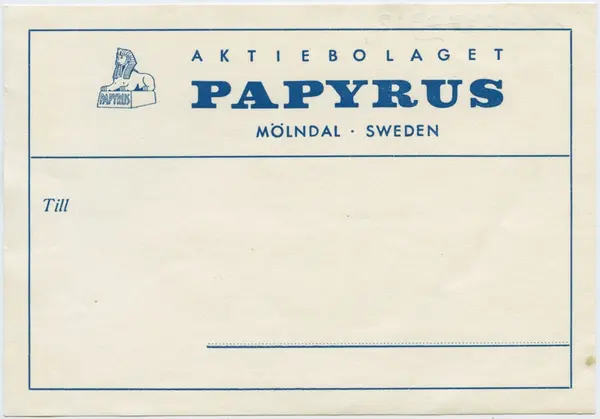 AKTIEBOLAGET
PAPYRUS
PAPYRUS
MÖLNDAL · SWEDEN
Till